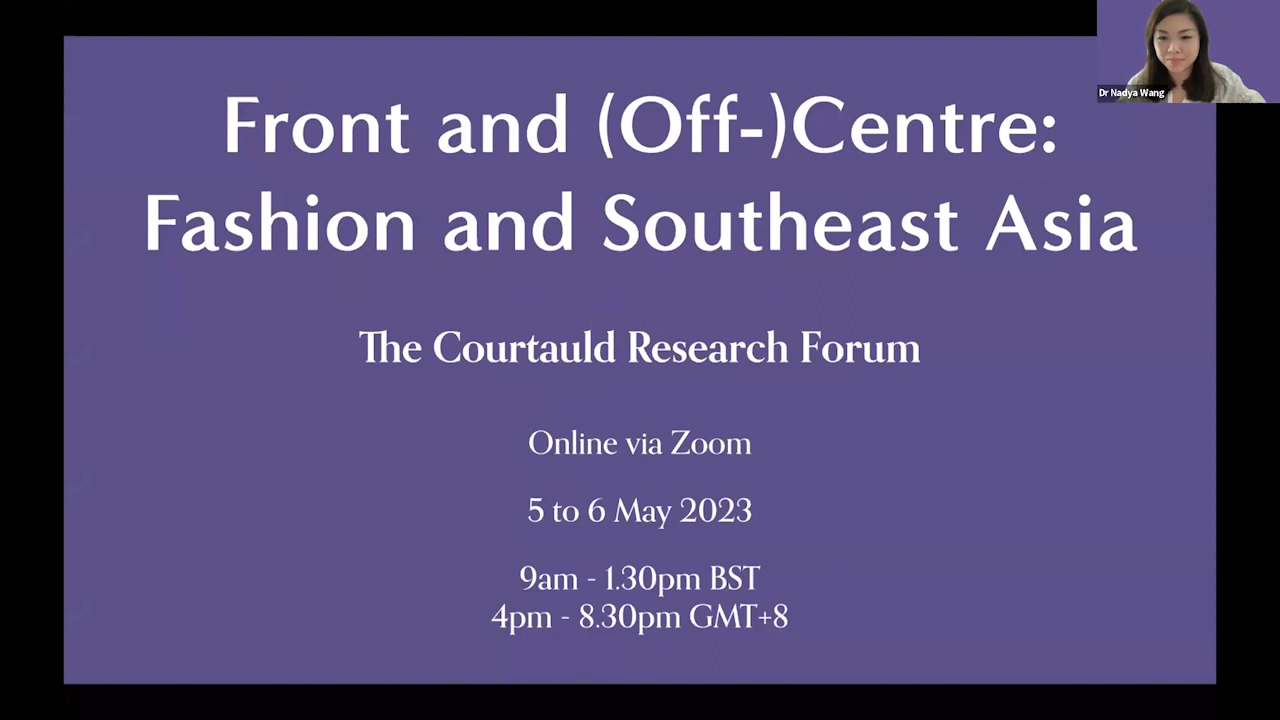 Front and (Off-)Centre:
Fashion and Southeast Asia
The Courtauld Research Forum
Online via Zoom
5 to 6 May 2023
9am - 1.30pm BST
4pm - 8.30pm GMT+8
Dr Nadya Wang